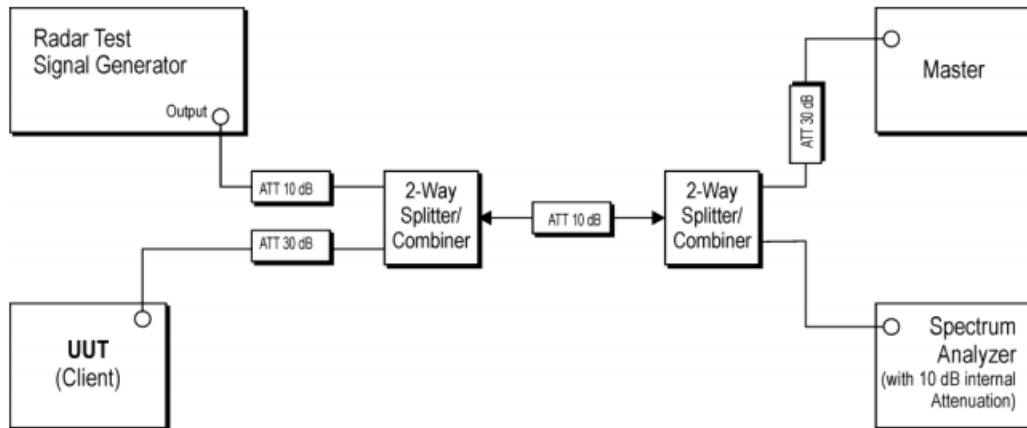 Radar Test
Signal Generator
Output
ATT 10 dB
ATT 30 dB
2-Way
Splitter/
Combiner
ATT 10 dB
2-Way
Splitter/
Combiner
ATT 30 dB
Master
UUT
(Client)
Spectrum
Analyzer
(with 10 dB internal
Attenuation)